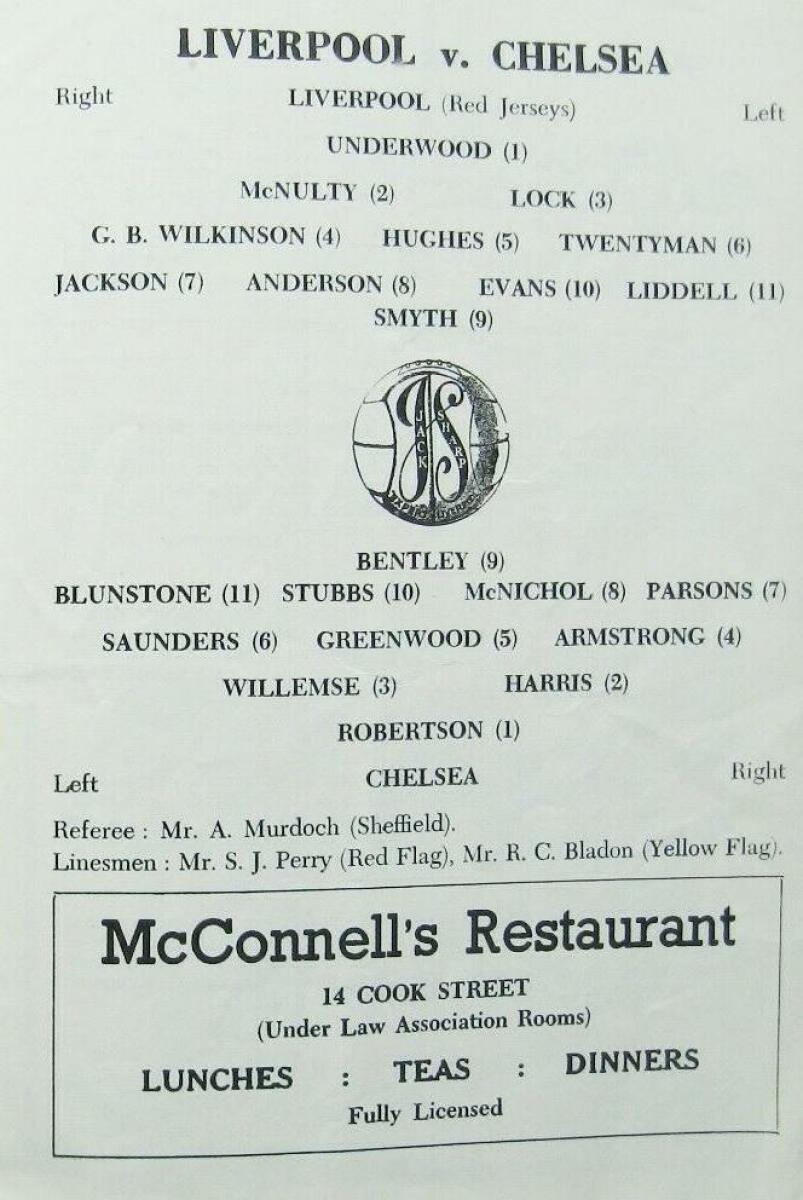 LIVERPOOL v. CHELSEA
Right LIVERPOOL (Red Jerseys) Left
UNDERWOOD (1)
McNULTY (2) LOCK (3)
G. B. WILKINSON (4) HUGHES (5) TWENTYMAN (6)
JACKSON (7) ANDERSON (8) EVANS (10) LIDDELL (11)
SMYTH (9)
JACK SHARP
BENTLEY (9)
BLUNSTONE (11) STUBBS (10) McNICHOL (8) PARSONS (7)
SAUNDERS (6) GREENWOOD (5) ARMSTRONG (4)
WILLEMSE (3) HARRIS (2)
ROBERTSON (1)
Left CHELSEA Right
Referee : Mr. A. Murdoch (Sheffield).
Linesmen : Mr. S. J. Perry (Red Flag), Mr. R. C. Bladon (Yellow Flag).
McConnell's Restaurant
14 COOK STREET
(Under Law Association Rooms)
LUNCHES : TEAS : DINNERS
Fully Licensed